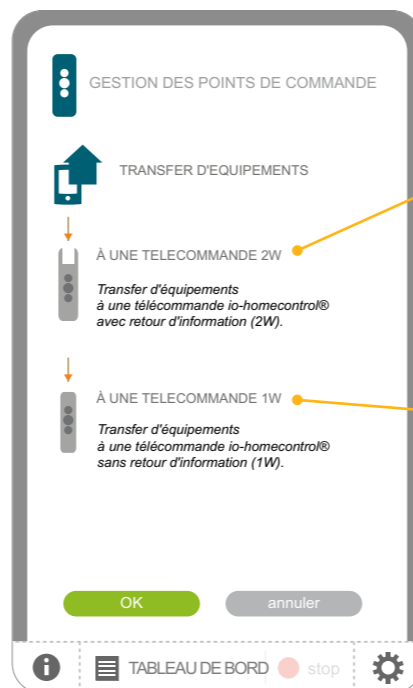 GESTION DES POINTS DE COMMANDE
TRANSFER D'EQUIPEMENTS
À UNE TELECOMMANDE 2W
Transfer d'équipements
à une télécommande io-homecontrol®
avec retour d'information (2W).
À UNE TELECOMMANDE 1W
Transfer d'équipements
à une télécommande io-homecontrol®
sans retour d'information (1W).
OK
annuler
TABLEAU DE BORD
stop